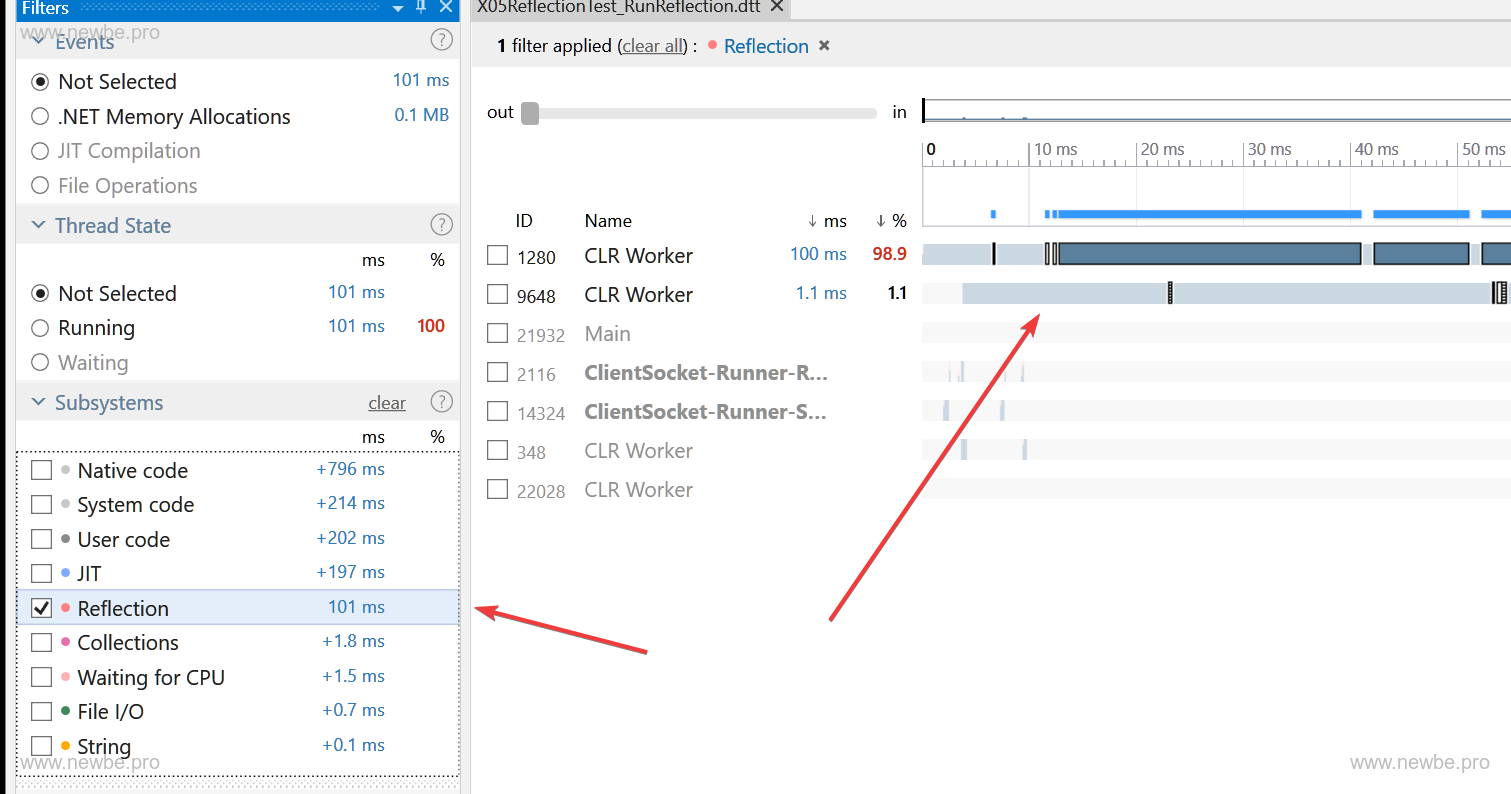 Filters
www.newbe.pro
Events ?
Not Selected 101 ms
.NET Memory Allocations 0.1 MB
JIT Compilation
File Operations
Thread State ?
ms %
Not Selected 101 ms
Running 101 ms 100
Waiting
Subsystems clear ?
ms %
Native code +796 ms
System code +214 ms
User code +202 ms
JIT +197 ms
Reflection 101 ms
Collections +1.8 ms
Waiting for CPU +1.5 ms
File I/O +0.7 ms
String +0.1 ms
www.newbe.pro
X05ReflectionTest_RunReflection.dtt
1 filter applied (clear all) : Reflection
out in
0 10 ms 20 ms 30 ms 40 ms 50 ms
ID Name ↓ ms ↓ %
1280 CLR Worker 100 ms 98.9
9648 CLR Worker 1.1 ms 1.1
21932 Main
2116 ClientSocket-Runner-R...
14324 ClientSocket-Runner-S...
348 CLR Worker
22028 CLR Worker
www.newbe.pro